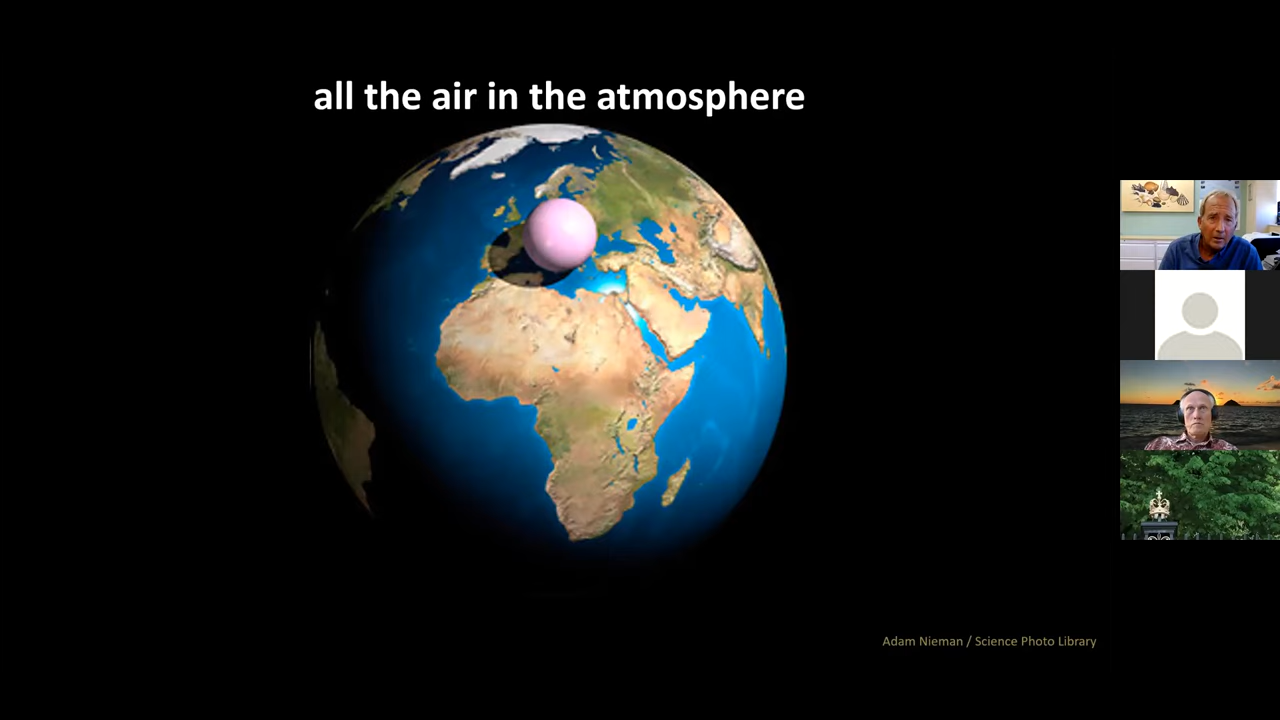 all the air in the atmosphere
Adam Nieman / Science Photo Library